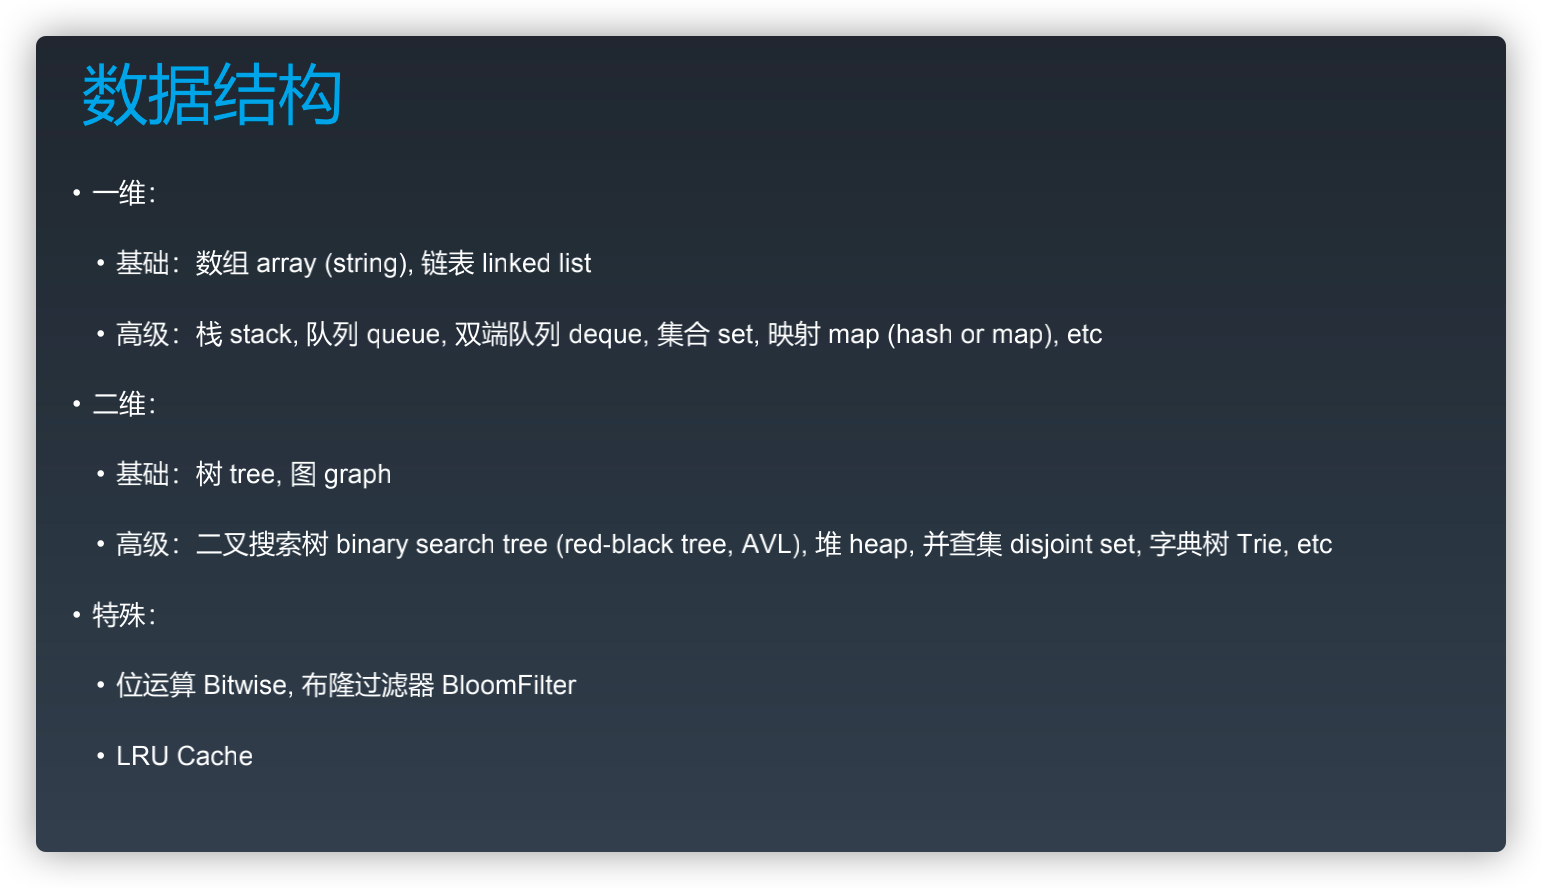 数据结构
• 一维：
• 基础：数组 array (string), 链表 linked list
• 高级：栈 stack, 队列 queue, 双端队列 deque, 集合 set, 映射 map (hash or map), etc
• 二维：
• 基础：树 tree, 图 graph
• 高级：二叉搜索树 binary search tree (red-black tree, AVL), 堆 heap, 并查集 disjoint set, 字典树 Trie, etc
• 特殊：
• 位运算 Bitwise, 布隆过滤器 BloomFilter
• LRU Cache